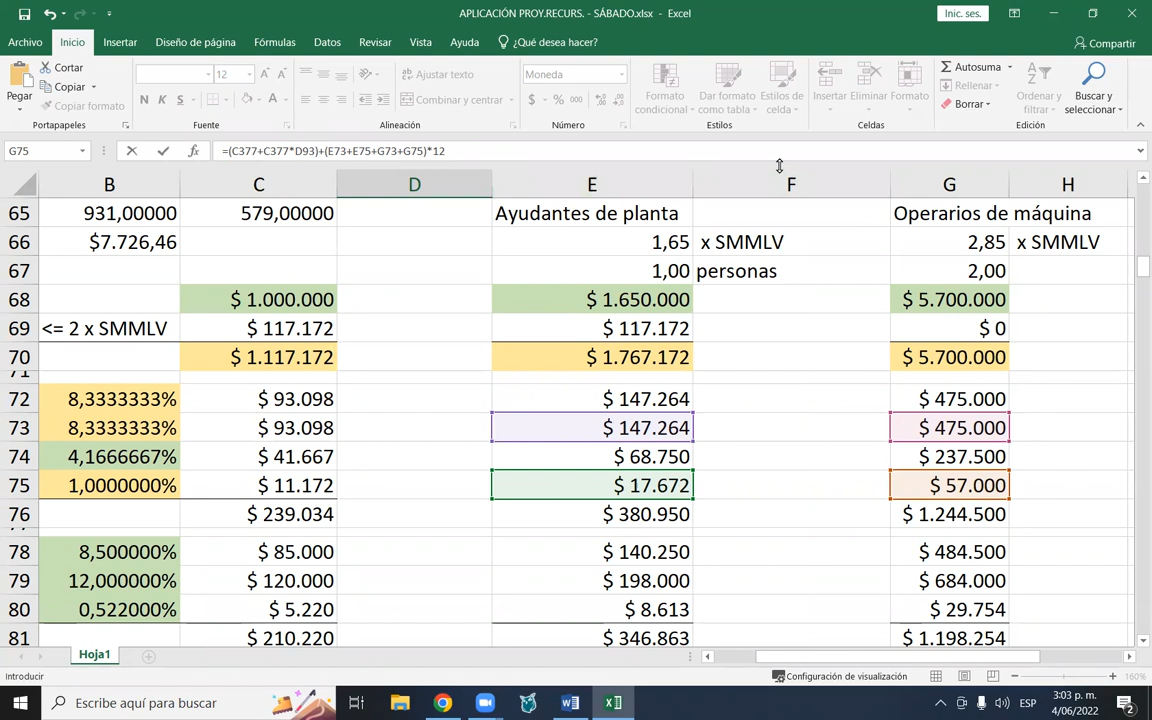 APLICACIÓN PROY.RECURS. - SÁBADO.xlsx - Excel
Inic. ses.
Archivo Inicio Insertar Diseño de página Fórmulas Datos Revisar Vista Ayuda ¿Qué desea hacer? Compartir
Pegar
Cortar
Copiar
Copiar formato
Portapapeles
12
N K S
Fuente
Ajustar texto
Combinar y centrar
Alineación
Moneda
$ % 000
Número
Formato condicional
Dar formato como tabla
Estilos de celda
Estilos
Insertar Eliminar Formato
Celdas
Autosuma
Rellenar
Borrar
Ordenar y filtrar
Buscar y seleccionar
Edición
G75 fx =(C377+C377*D93)+(E73+E75+G73+G75)*12
B C D E F G H
65 931,00000 579,00000 Ayudantes de planta Operarios de máquina
66 $7.726,46 1,65 x SMMLV 2,85 x SMMLV
67 1,00 personas 2,00
68 $ 1.000.000 $ 1.650.000 $ 5.700.000
69 <= 2 x SMMLV $ 117.172 $ 117.172 $ 0
70 $ 1.117.172 $ 1.767.172 $ 5.700.000
71
72 8,3333333% $ 93.098 $ 147.264 $ 475.000
73 8,3333333% $ 93.098 $ 147.264 $ 475.000
74 4,1666667% $ 41.667 $ 68.750 $ 237.500
75 1,0000000% $ 11.172 $ 17.672 $ 57.000
76 $ 239.034 $ 380.950 $ 1.244.500
78 8,500000% $ 85.000 $ 140.250 $ 484.500
79 12,000000% $ 120.000 $ 198.000 $ 684.000
80 0,522000% $ 5.220 $ 8.613 $ 29.754
81 $ 210.220 $ 346.863 $ 1.198.254
Hoja1
Introducir Configuración de visualización 160%
Escribe aquí para buscar
ESP
3:03 p. m.
4/06/2022
2